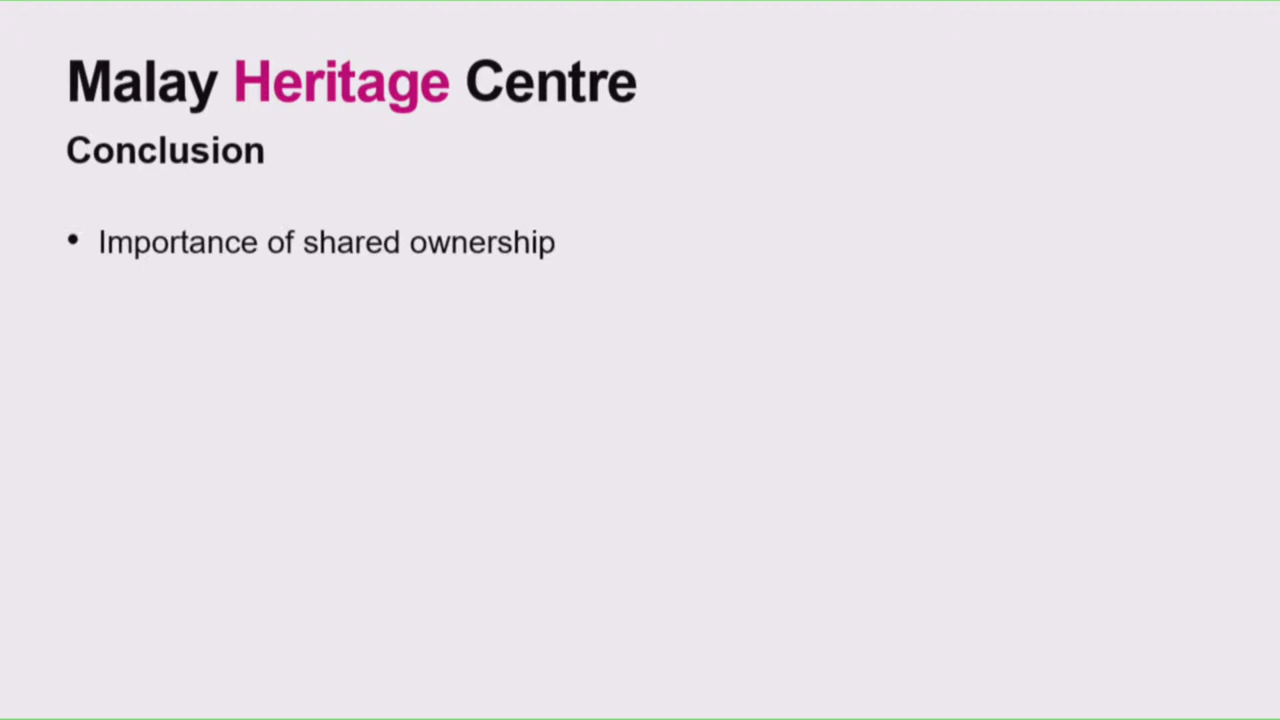 Malay Heritage Centre
Conclusion
• Importance of shared ownership